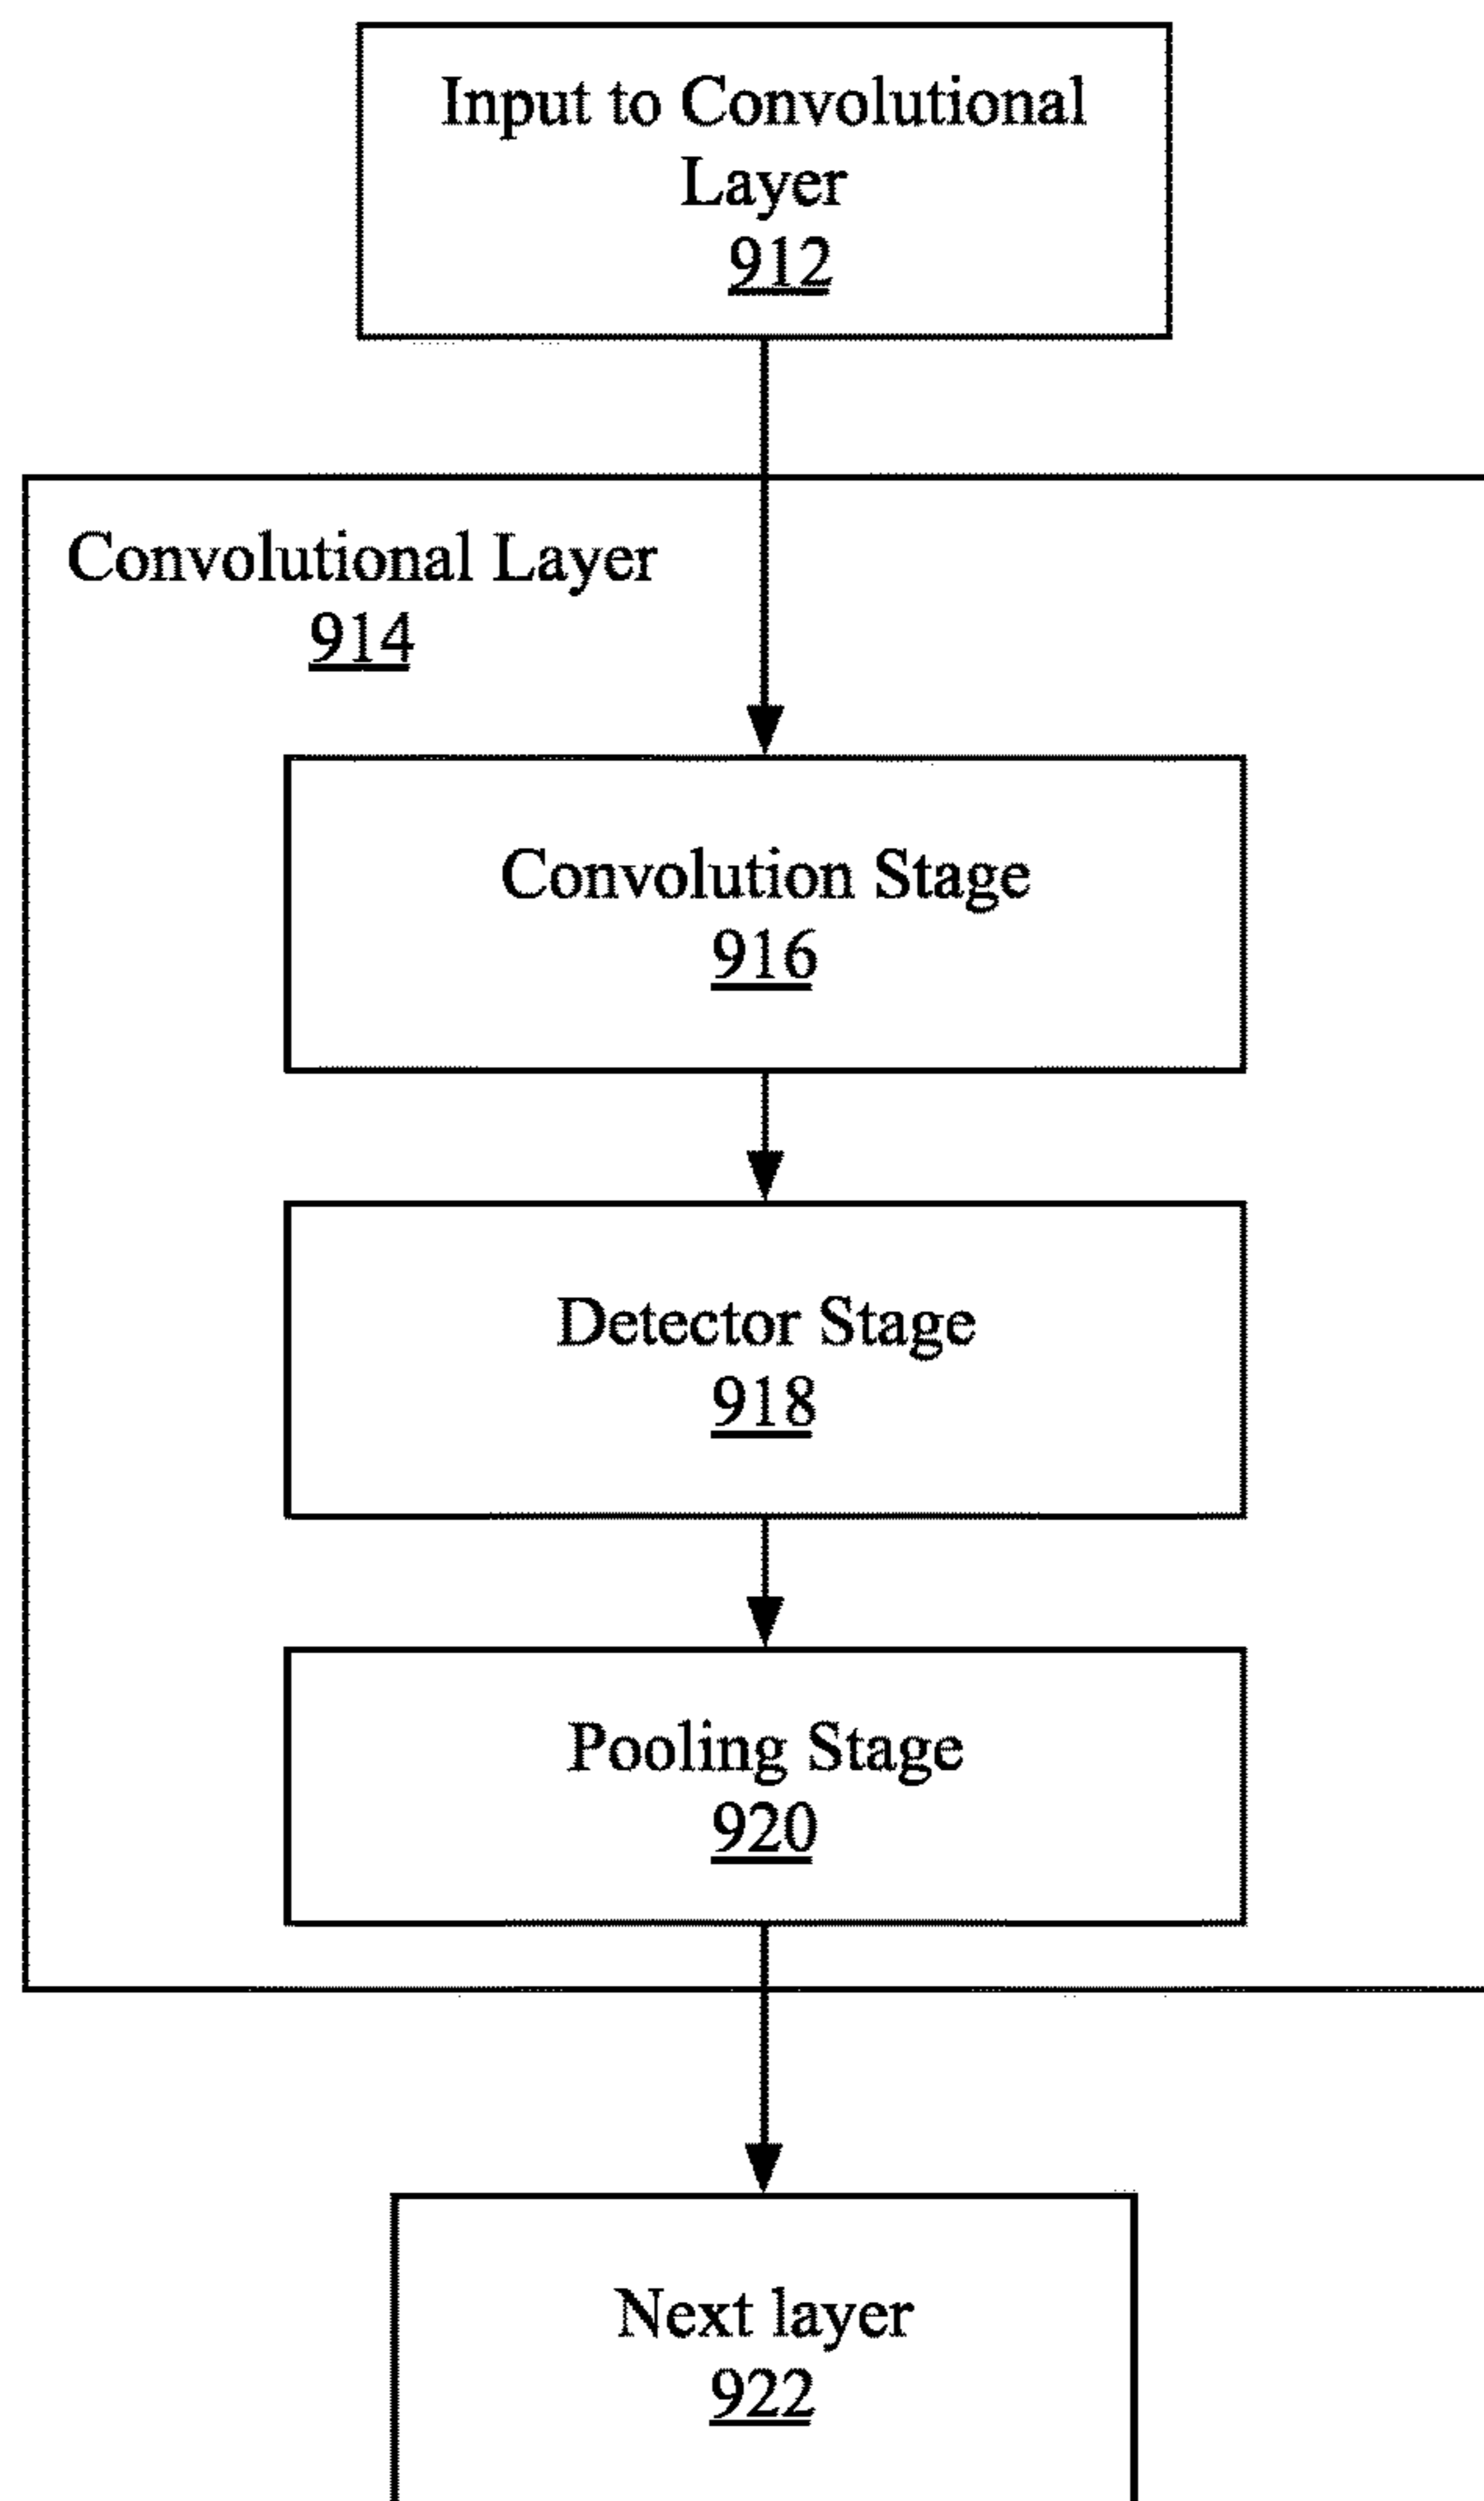 Input to Convolutional
Layer
912
Convolutional Layer
914
Convolution Stage
916
Detector Stage
918
Pooling Stage
920
Next layer
922